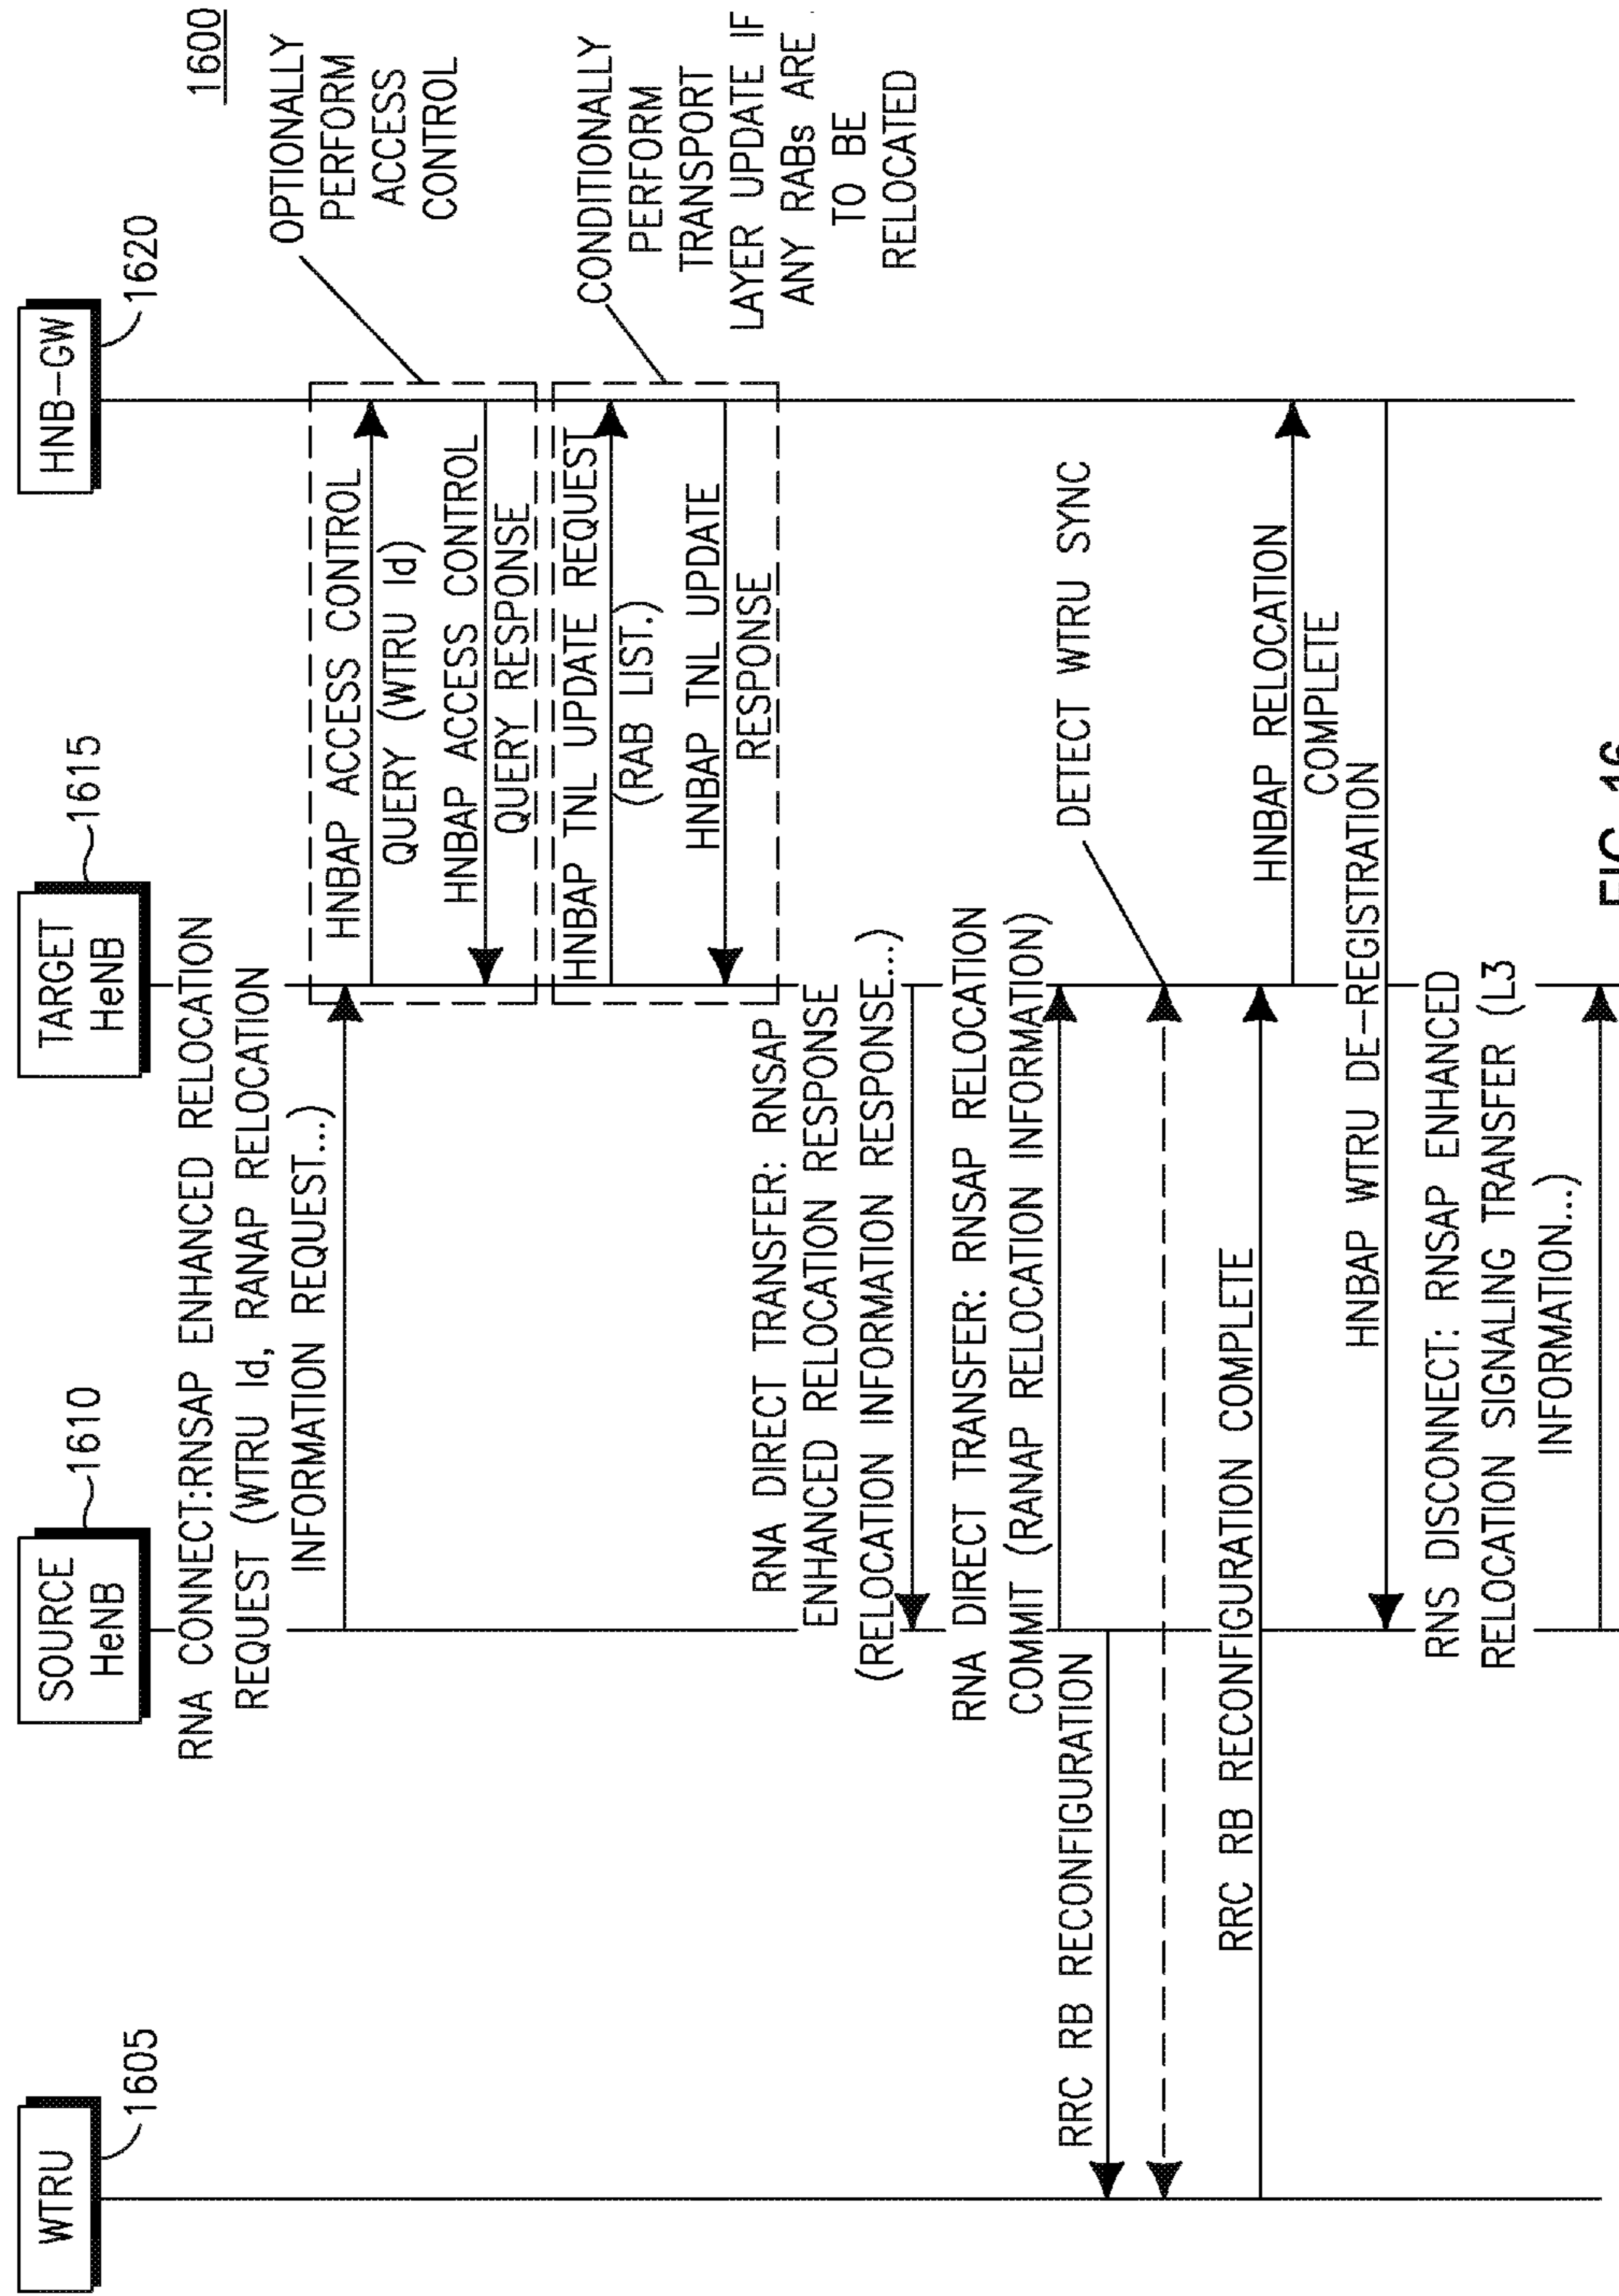 1600
WTRU
1605
SOURCE
HeNB
1610
TARGET
HeNB
1615
HNB-GW
1620
RNA CONNECT:RNSAP ENHANCED RELOCATION
REQUEST (WTRU Id, RANAP RELOCATION
INFORMATION REQUEST...)
HNBAP ACCESS CONTROL
QUERY (WTRU Id)
HNBAP ACCESS CONTROL
QUERY RESPONSE
OPTIONALLY
PERFORM
ACCESS
CONTROL
HNBAP TNL UPDATE REQUEST
(RAB LIST.)
HNBAP TNL UPDATE
RESPONSE
CONDITIONALLY
PERFORM
TRANSPORT
LAYER UPDATE IF
ANY RABs ARE
TO BE
RELOCATED
RNA DIRECT TRANSFER: RNSAP
ENHANCED RELOCATION RESPONSE
(RELOCATION INFORMATION RESPONSE...)
RNA DIRECT TRANSFER: RNSAP RELOCATION
COMMIT (RANAP RELOCATION INFORMATION)
RRC RB RECONFIGURATION
DETECT WTRU SYNC
RRC RB RECONFIGURATION COMPLETE
HNBAP RELOCATION
COMPLETE
HNBAP WTRU DE-REGISTRATION
RNS DISCONNECT: RNSAP ENHANCED
RELOCATION SIGNALING TRANSFER (L3
INFORMATION...)
FIG. 16